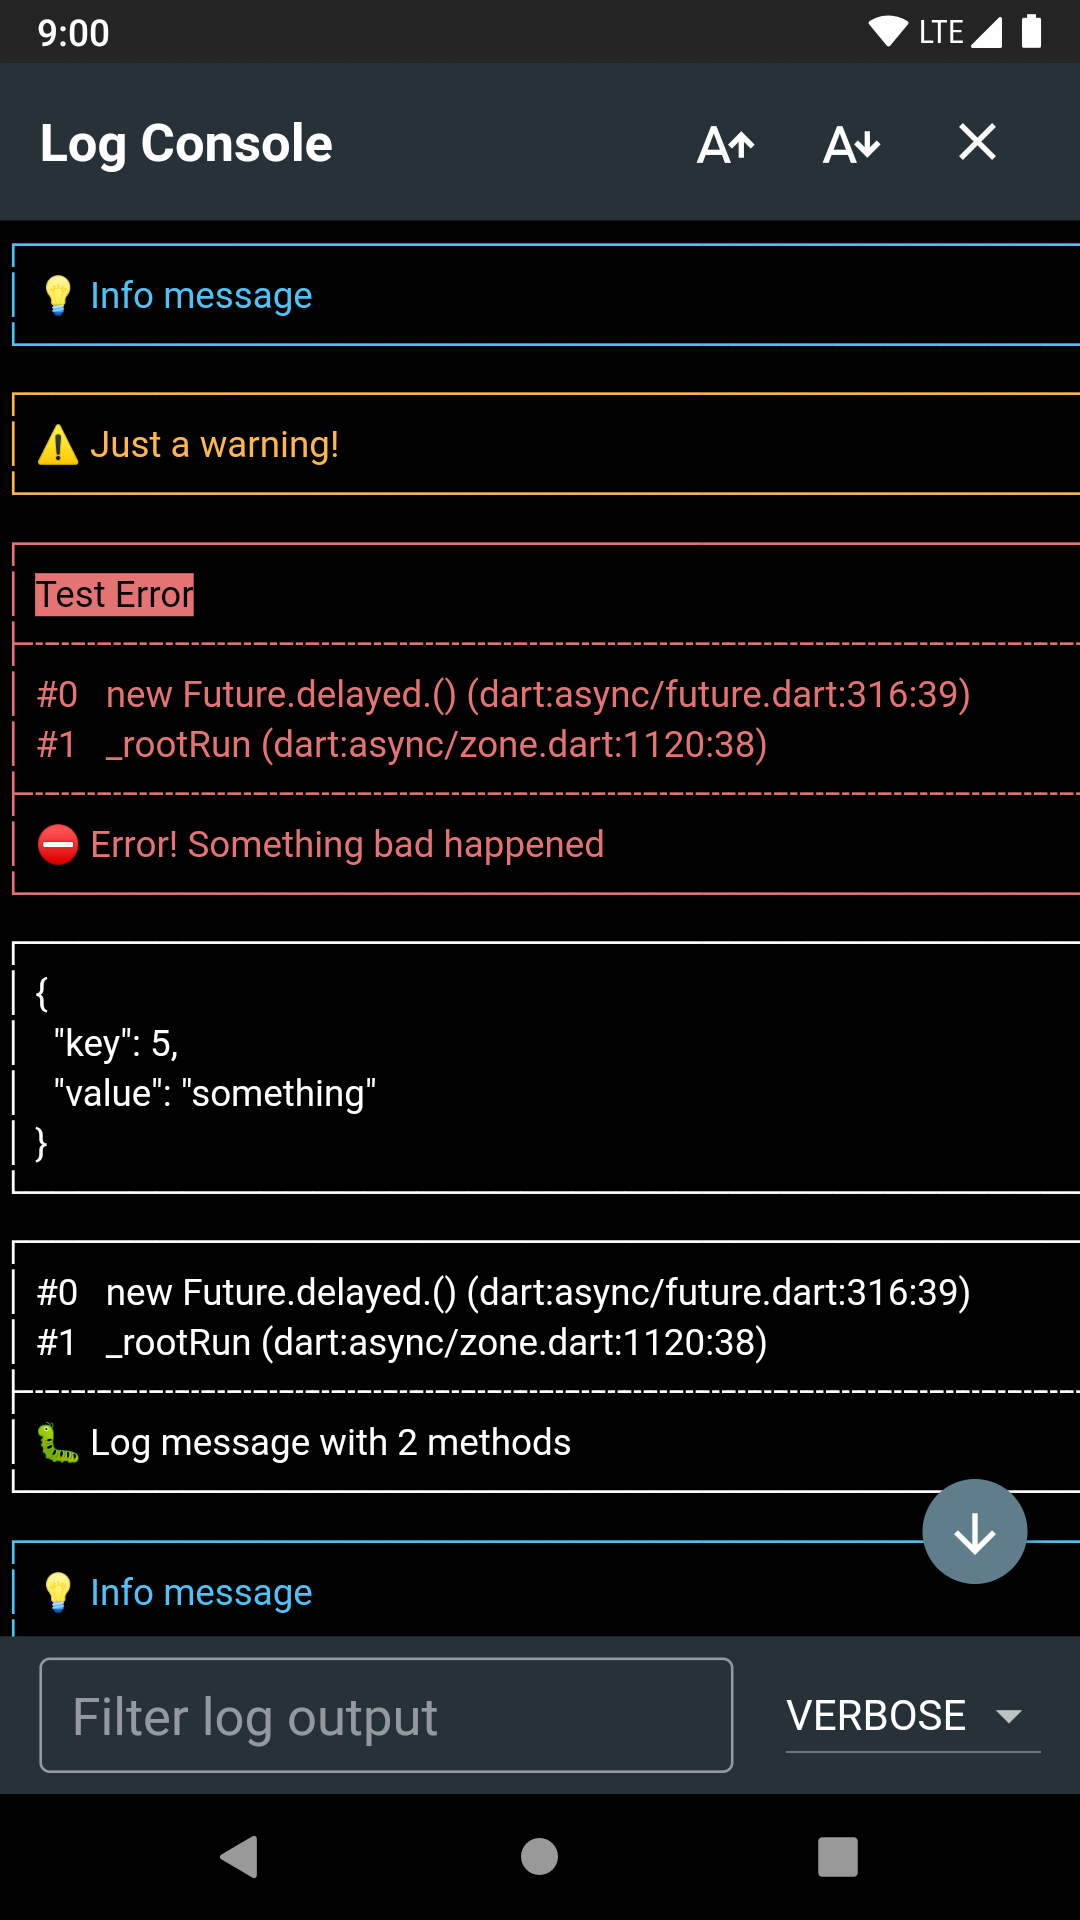 9:00 LTE
Log Console A A
💡 Info message
⚠️ Just a warning!
Test Error
#0 new Future.delayed.() (dart:async/future.dart:316:39)
#1 _rootRun (dart:async/zone.dart:1120:38)
⛔ Error! Something bad happened
{
"key": 5,
"value": "something"
}
#0 new Future.delayed.() (dart:async/future.dart:316:39)
#1 _rootRun (dart:async/zone.dart:1120:38)
🐛 Log message with 2 methods
💡 Info message
Filter log output VERBOSE